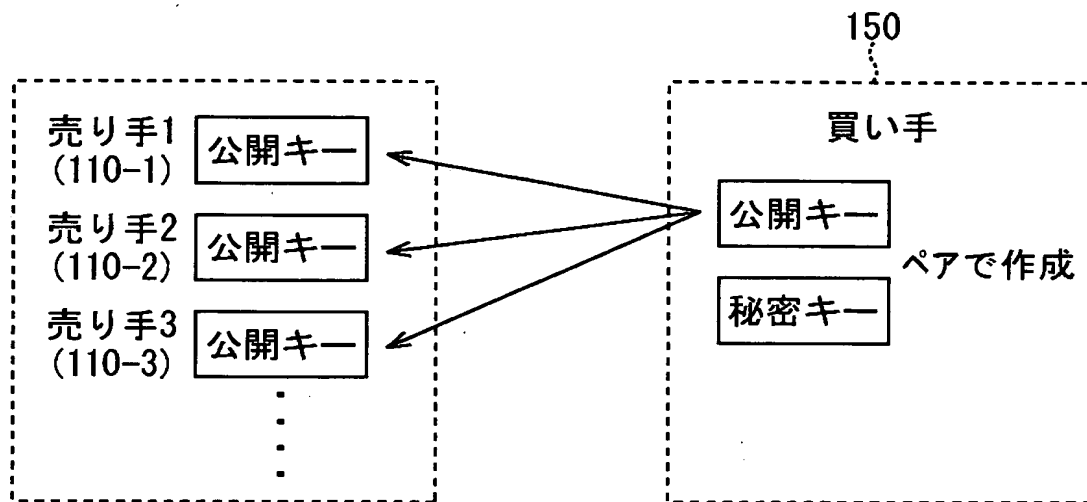 150
売り手1
(110-1)
公開キー
売り手2
(110-2)
公開キー
売り手3
(110-3)
公開キー
買い手
公開キー
ペアで作成
秘密キー